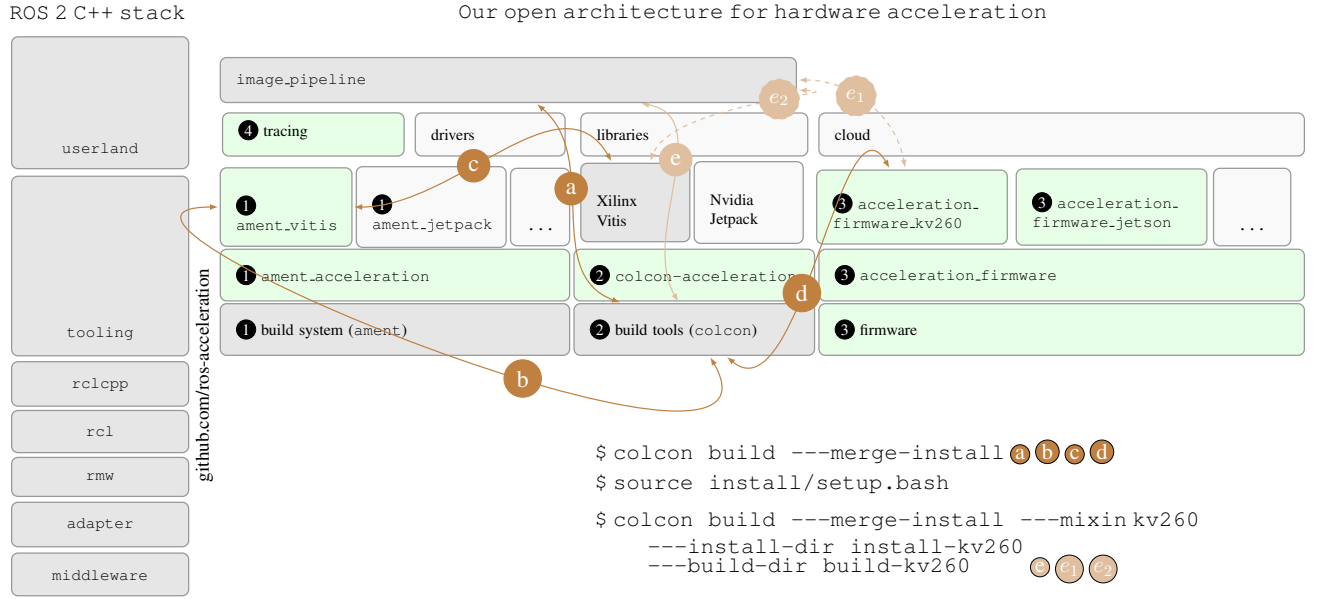 ROS 2 C++ stack
Our open architecture for hardware acceleration
userland
tooling
rclcpp
rcl
rmw
adapter
middleware
github.com/ros-acceleration
image_pipeline
4 tracing
drivers
libraries
cloud
1
ament_vitis
1
ament_jetpack
...
Xilinx
Vitis
Nvidia
Jetpack
3 acceleration_
firmware_kv260
3 acceleration_
firmware_jetson
...
1 ament_acceleration
2 colcon-acceleration
3 acceleration_firmware
1 build system (ament)
2 build tools (colcon)
3 firmware
e2
e1
c
e
a
d
b
$ colcon build ---merge-install a b c d
$ source install/setup.bash
$ colcon build ---merge-install ---mixin kv260
---install-dir install-kv260
---build-dir build-kv260 e e1 e2